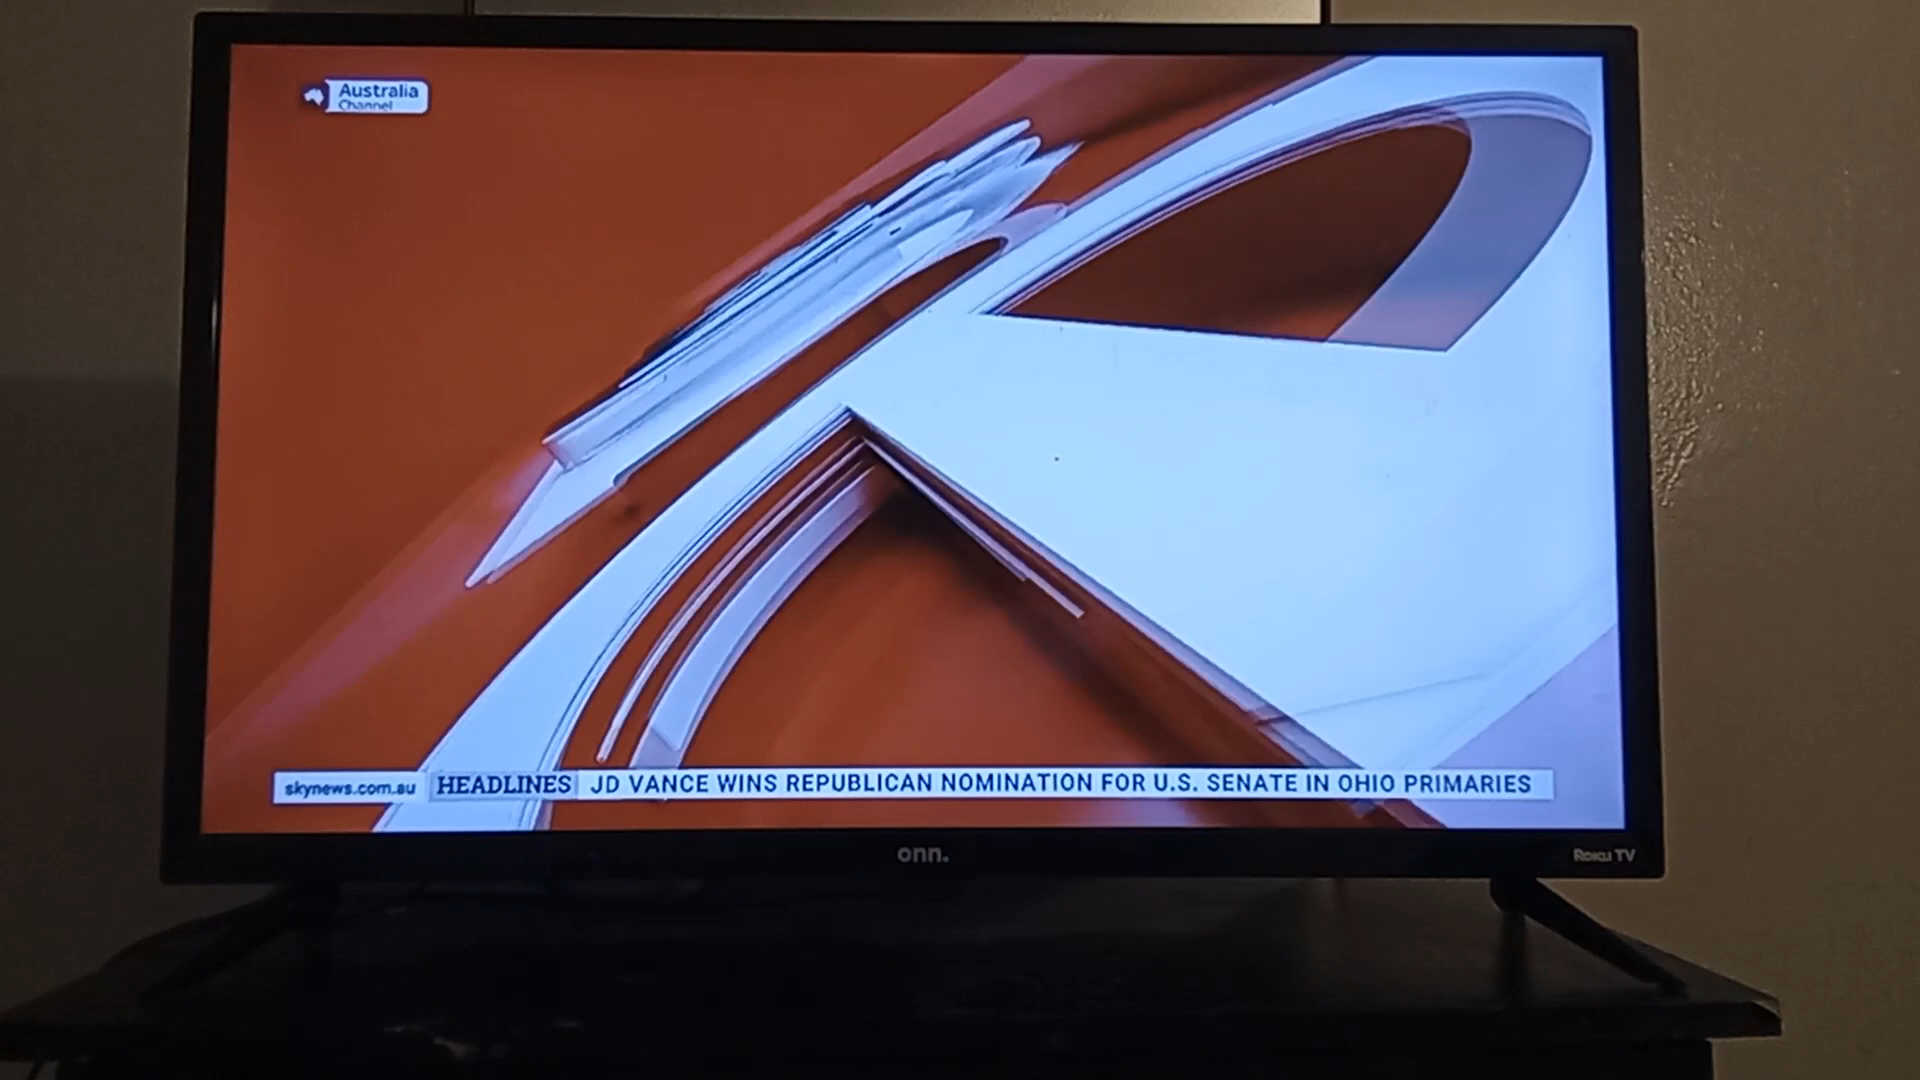 Australia
Channel
skynews.com.au HEADLINES JD VANCE WINS REPUBLICAN NOMINATION FOR U.S. SENATE IN OHIO PRIMARIES
onn.
Roku TV